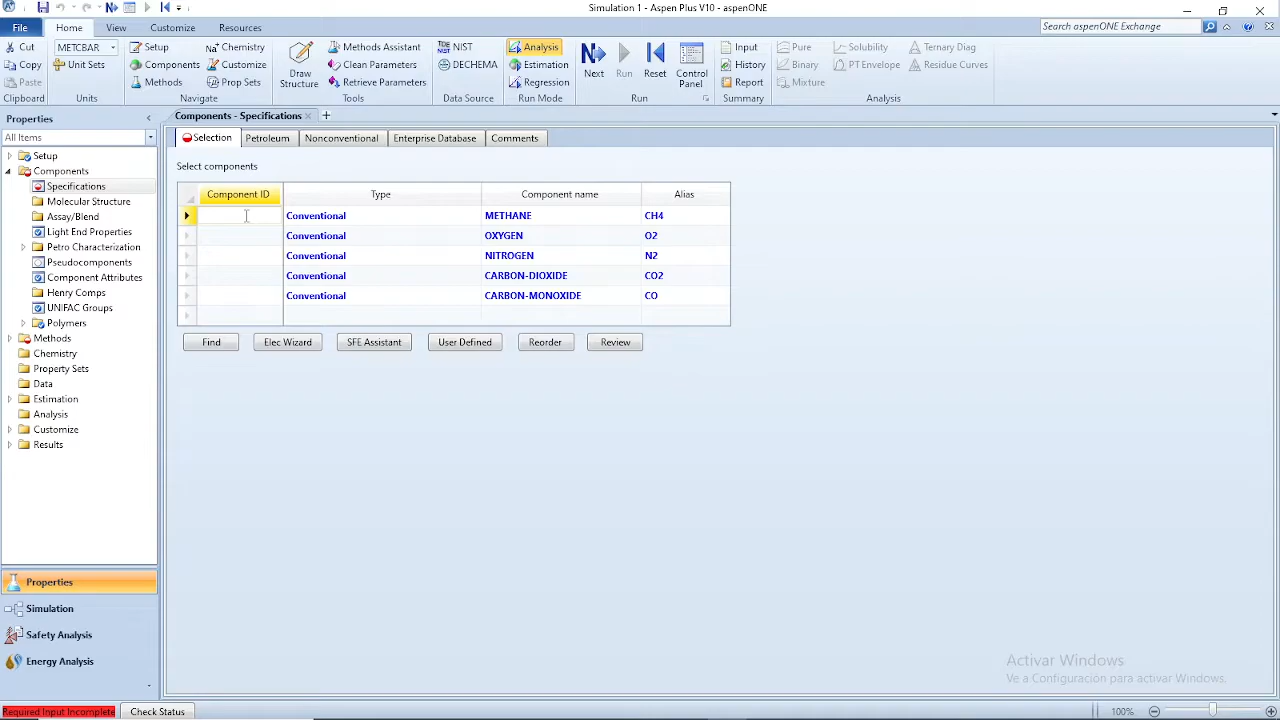 Simulation 1 - Aspen Plus V10 - aspenONE
File
Home
View
Customize
Resources
Search aspenONE Exchange
Cut
Copy
Paste
Clipboard
METCBAR
Unit Sets
Units
Setup
Components
Methods
Chemistry
Customize
Prop Sets
Navigate
Draw
Structure
Methods Assistant
Clean Parameters
Retrieve Parameters
Tools
NIST
DECHEMA
Data Source
Analysis
Estimation
Regression
Run Mode
Next
Run
Reset
Control
Panel
Run
Input
History
Report
Summary
Pure
Binary
Mixture
Solubility
PT Envelope
Ternary Diag
Residue Curves
Analysis
Properties
All Items
Setup
Components
Specifications
Molecular Structure
Assay/Blend
Light End Properties
Petro Characterization
Pseudocomponents
Component Attributes
Henry Comps
UNIFAC Groups
Polymers
Methods
Chemistry
Property Sets
Data
Estimation
Analysis
Customize
Results
Properties
Simulation
Safety Analysis
Energy Analysis
Components - Specifications
Selection
Petroleum
Nonconventional
Enterprise Database
Comments
Select components
Component ID Type Component name Alias
Conventional METHANE CH4
Conventional OXYGEN O2
Conventional NITROGEN N2
Conventional CARBON-DIOXIDE CO2
Conventional CARBON-MONOXIDE CO
Find
Elec Wizard
SFE Assistant
User Defined
Reorder
Review
Activar Windows
Ve a Configuración para activar Windows.
Required Input Incomplete
Check Status
100%